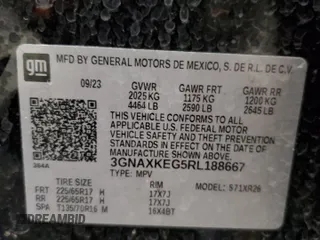 gm
MFD BY GENERAL MOTORS DE MEXICO, S. DE R.L. DE C.V.
09/23 GVWR GAWR FRT GAWR RR
2025 KG 1175 KG 1200 KG
4464 LB 2590 LB 2645 LB
THIS VEHICLE CONFORMS TO ALL APPLICABLE U.S. FEDERAL
MOTOR VEHICLE SAFETY, BUMPER, AND
THEFT PREVENTION STANDARDS IN EFFECT ON THE
DATE OF MANUFACTURE SHOWN ABOVE.
3GNAXKEG5RL188667
TYPE: MPV
TIRE SIZE RIM MODEL:
FRT 225/65R17 H 17X7J
RR 225/65R17 H 17X7J
SPA T135/70R16 M 16X4BT
DREAMBID